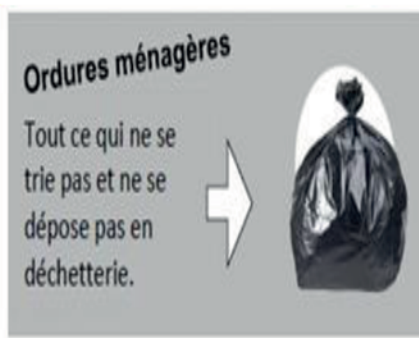 Ordures ménagères
Tout ce qui ne se
trie pas et ne se
dépose pas en
déchetterie.